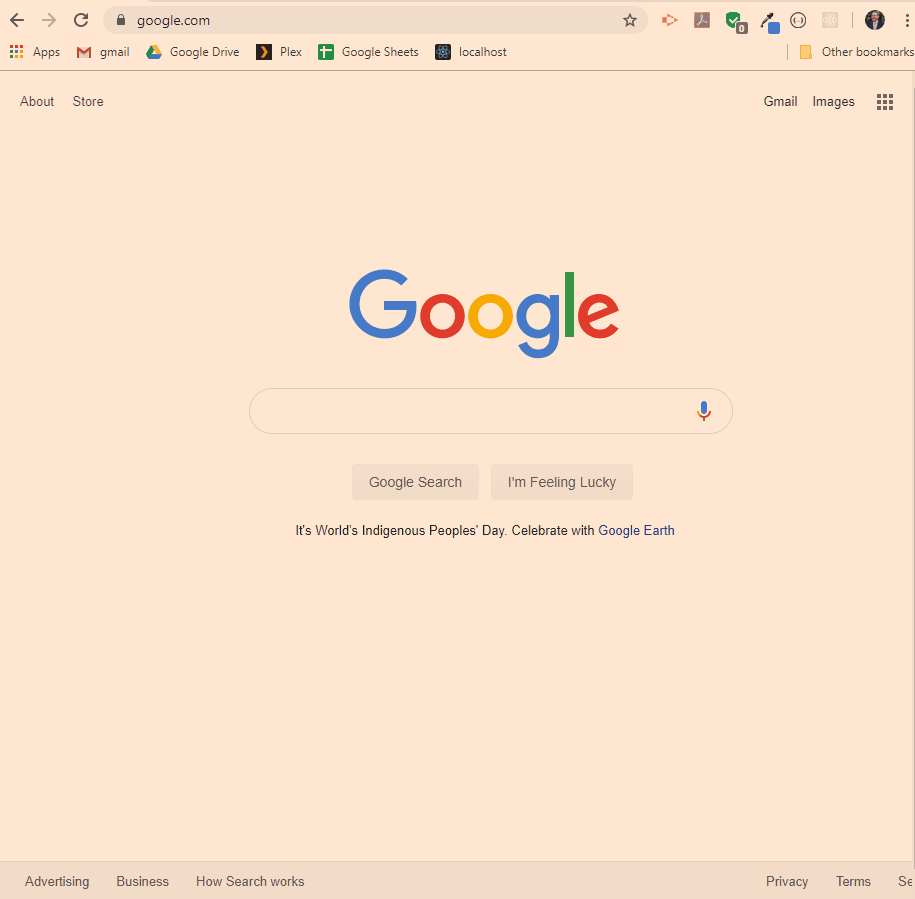 google.com
0
Apps gmail Google Drive Plex Google Sheets localhost Other bookmarks
About Store Gmail Images
Google
Google Search I'm Feeling Lucky
It's World's Indigenous Peoples' Day. Celebrate with Google Earth
Advertising Business How Search works Privacy Terms Se